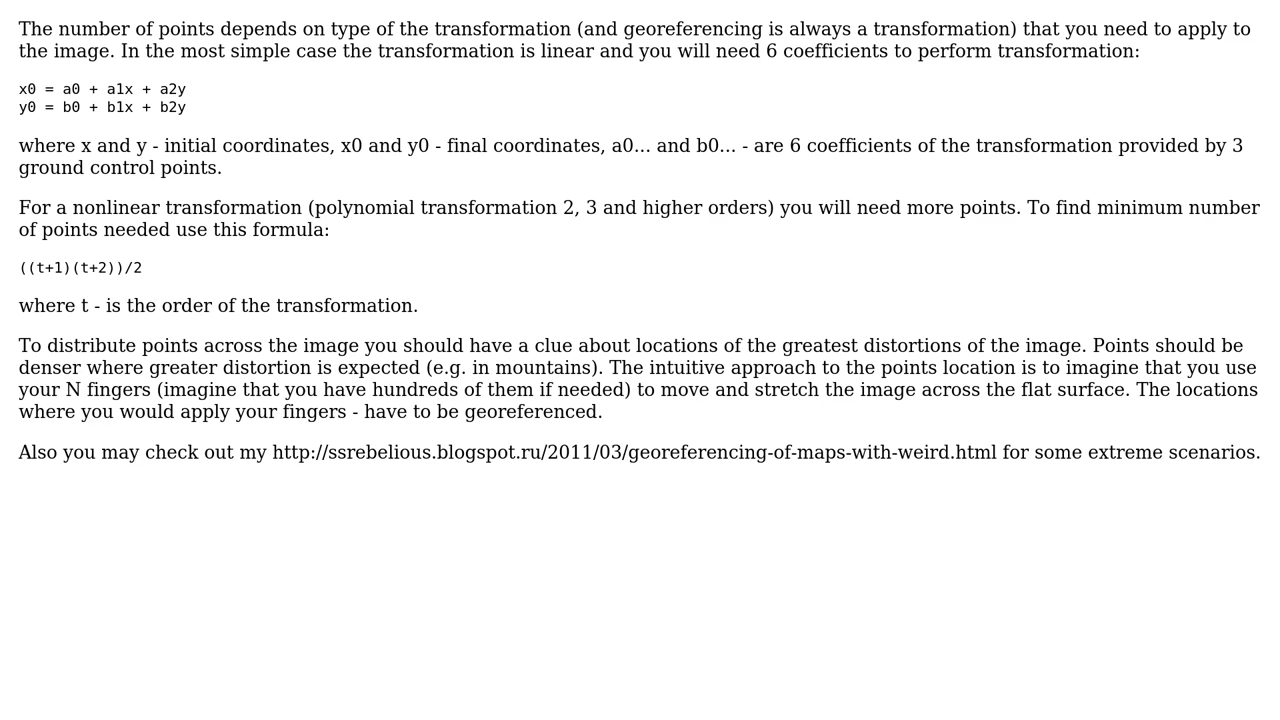 The number of points depends on type of the transformation (and georeferencing is always a transformation) that you need to apply to
the image. In the most simple case the transformation is linear and you will need 6 coefficients to perform transformation:
x0 = a0 + a1x + a2y
y0 = b0 + b1x + b2y
where x and y - initial coordinates, x0 and y0 - final coordinates, a0... and b0... - are 6 coefficients of the transformation provided by 3
ground control points.
For a nonlinear transformation (polynomial transformation 2, 3 and higher orders) you will need more points. To find minimum number
of points needed use this formula:
((t+1)(t+2))/2
where t - is the order of the transformation.
To distribute points across the image you should have a clue about locations of the greatest distortions of the image. Points should be
denser where greater distortion is expected (e.g. in mountains). The intuitive approach to the points location is to imagine that you use
your N fingers (imagine that you have hundreds of them if needed) to move and stretch the image across the flat surface. The locations
where you would apply your fingers - have to be georeferenced.
Also you may check out my http://ssrebelious.blogspot.ru/2011/03/georeferencing-of-maps-with-weird.html for some extreme scenarios.